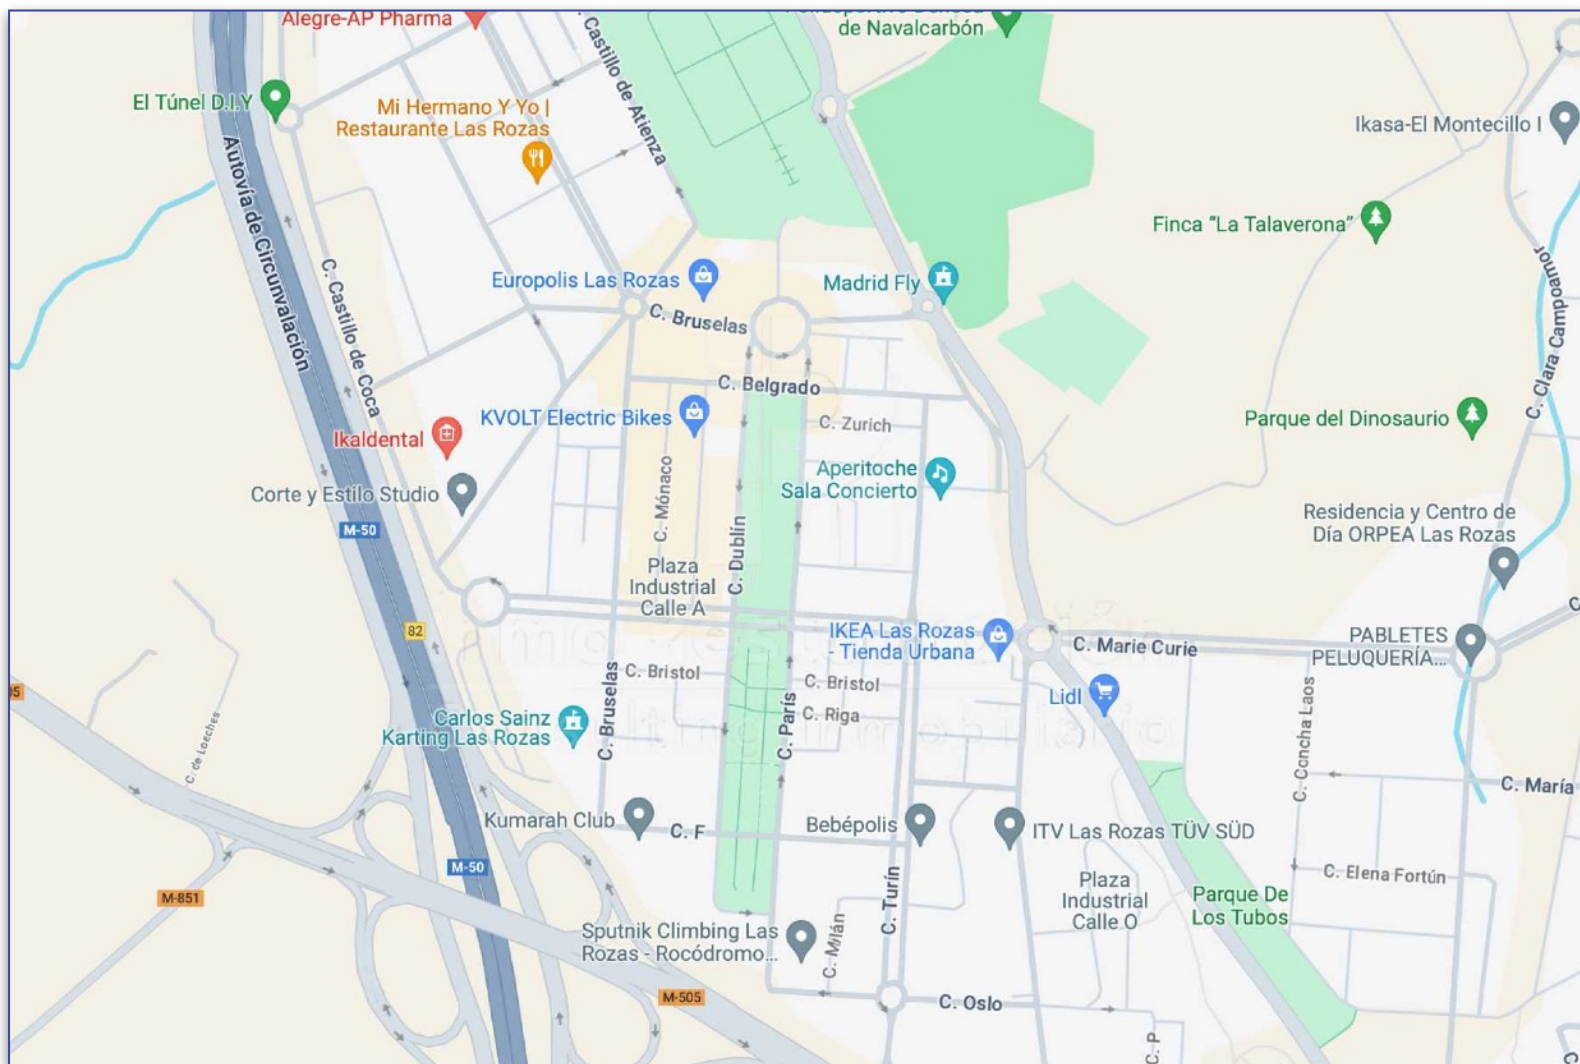 Alegre-AP Pharma
de Navalcarbón
C. Castillo de Atienza
El Túnel D.I.Y
Mi Hermano Y Yo |
Restaurante Las Rozas
Ikasa-El Montecillo I
Autovía de Circunvalación
Finca "La Talaverona"
C. Castillo de Coca
Europolis Las Rozas
Madrid Fly
C. Bruselas
C. Clara Campoamor
C. Belgrado
KVOLT Electric Bikes
C. Zurich
Parque del Dinosaurio
Ikaldental
Aperitoche
Sala Concierto
Corte y Estilo Studio
C. Mónaco
M-50
C. Dublín
Residencia y Centro de
Día ORPEA Las Rozas
Plaza
Industrial
Calle A
82
IKEA Las Rozas
- Tienda Urbana
C. Marie Curie
PABLETES
PELUQUERÍA...
C. Bristol
C. Bristol
C. Bruselas
C. Riga
C. París
Lidl
Carlos Sainz
Karting Las Rozas
C. de Loeches
C. Concha Laos
C. María
Kumarah Club
C. F
Bebépolis
ITV Las Rozas TÜV SÜD
M-50
M-851
C. Elena Fortún
Plaza
Industrial
Calle O
Parque De
Los Tubos
C. Turín
Sputnik Climbing Las
Rozas - Rocódromo...
C. Milán
M-505
C. Oslo
C. P